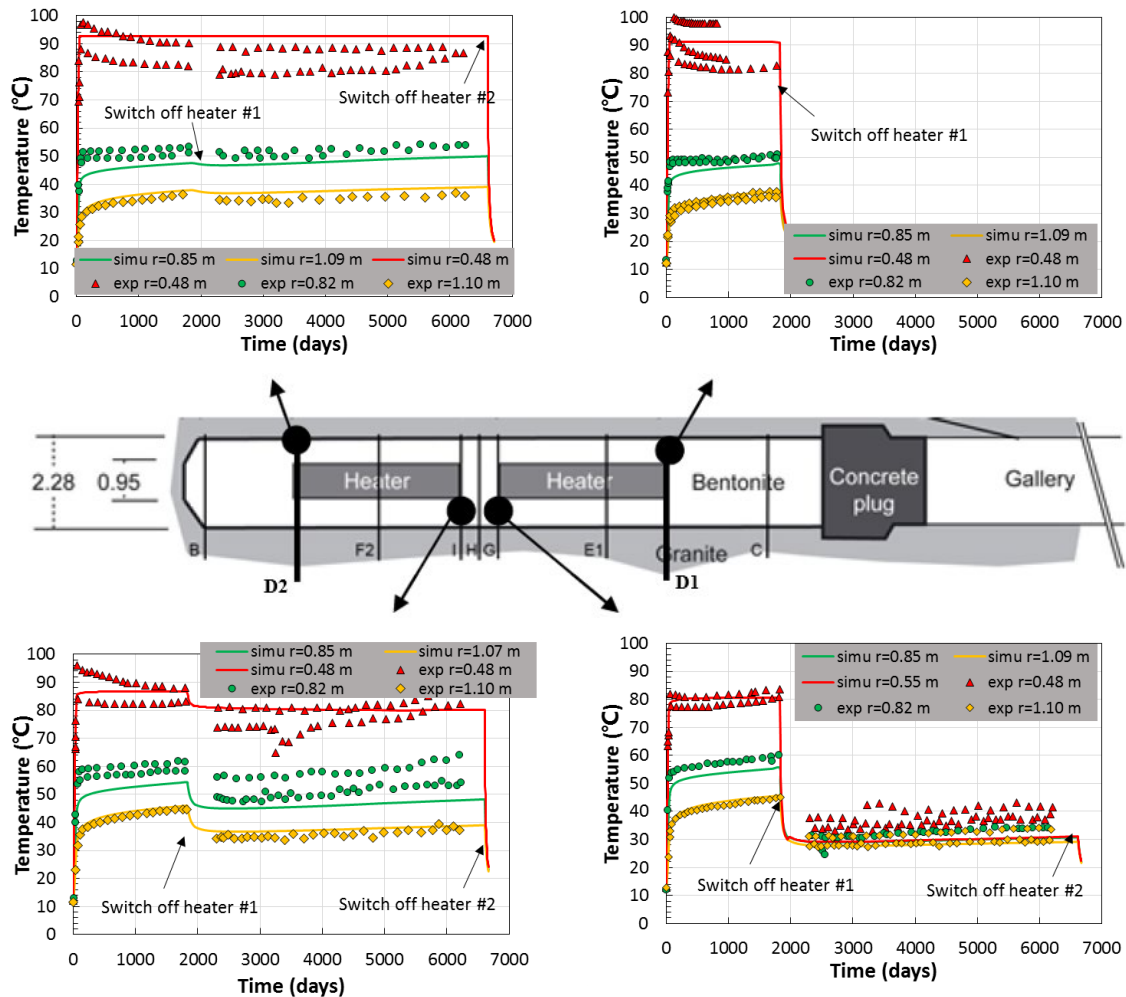 100
90
80
70
60
50
40
30
20
10
0
Temperature (℃)
Switch off heater #1
Switch off heater #2
simu r=0.85 m
simu r=1.09 m
simu r=0.48 m
exp r=0.48 m
exp r=0.82 m
exp r=1.10 m
0 1000 2000 3000 4000 5000 6000 7000
Time (days)
100
90
80
70
60
50
40
30
20
10
0
Temperature (℃)
Switch off heater #1
simu r=0.85 m
simu r=1.09 m
simu r=0.48 m
exp r=0.48 m
exp r=0.82 m
exp r=1.10 m
0 1000 2000 3000 4000 5000 6000 7000
Time (days)
2.28
0.95
Heater
Heater
Bentonite
Concrete
plug
Gallery
B
F2
I
H
G
E1
Granite
C
D2
D1
100
90
80
70
60
50
40
30
20
10
0
Temperature (℃)
simu r=0.85 m
simu r=1.07 m
simu r=0.48 m
exp r=0.48 m
exp r=0.82 m
exp r=1.10 m
Switch off heater #1
Switch off heater #2
0 1000 2000 3000 4000 5000 6000 7000
Time (days)
100
90
80
70
60
50
40
30
20
10
0
Temperature (℃)
simu r=0.85 m
simu r=1.09 m
simu r=0.55 m
exp r=0.48 m
exp r=0.82 m
exp r=1.10 m
Switch off heater #1
Switch off heater #2
0 1000 2000 3000 4000 5000 6000 7000
Time (days)